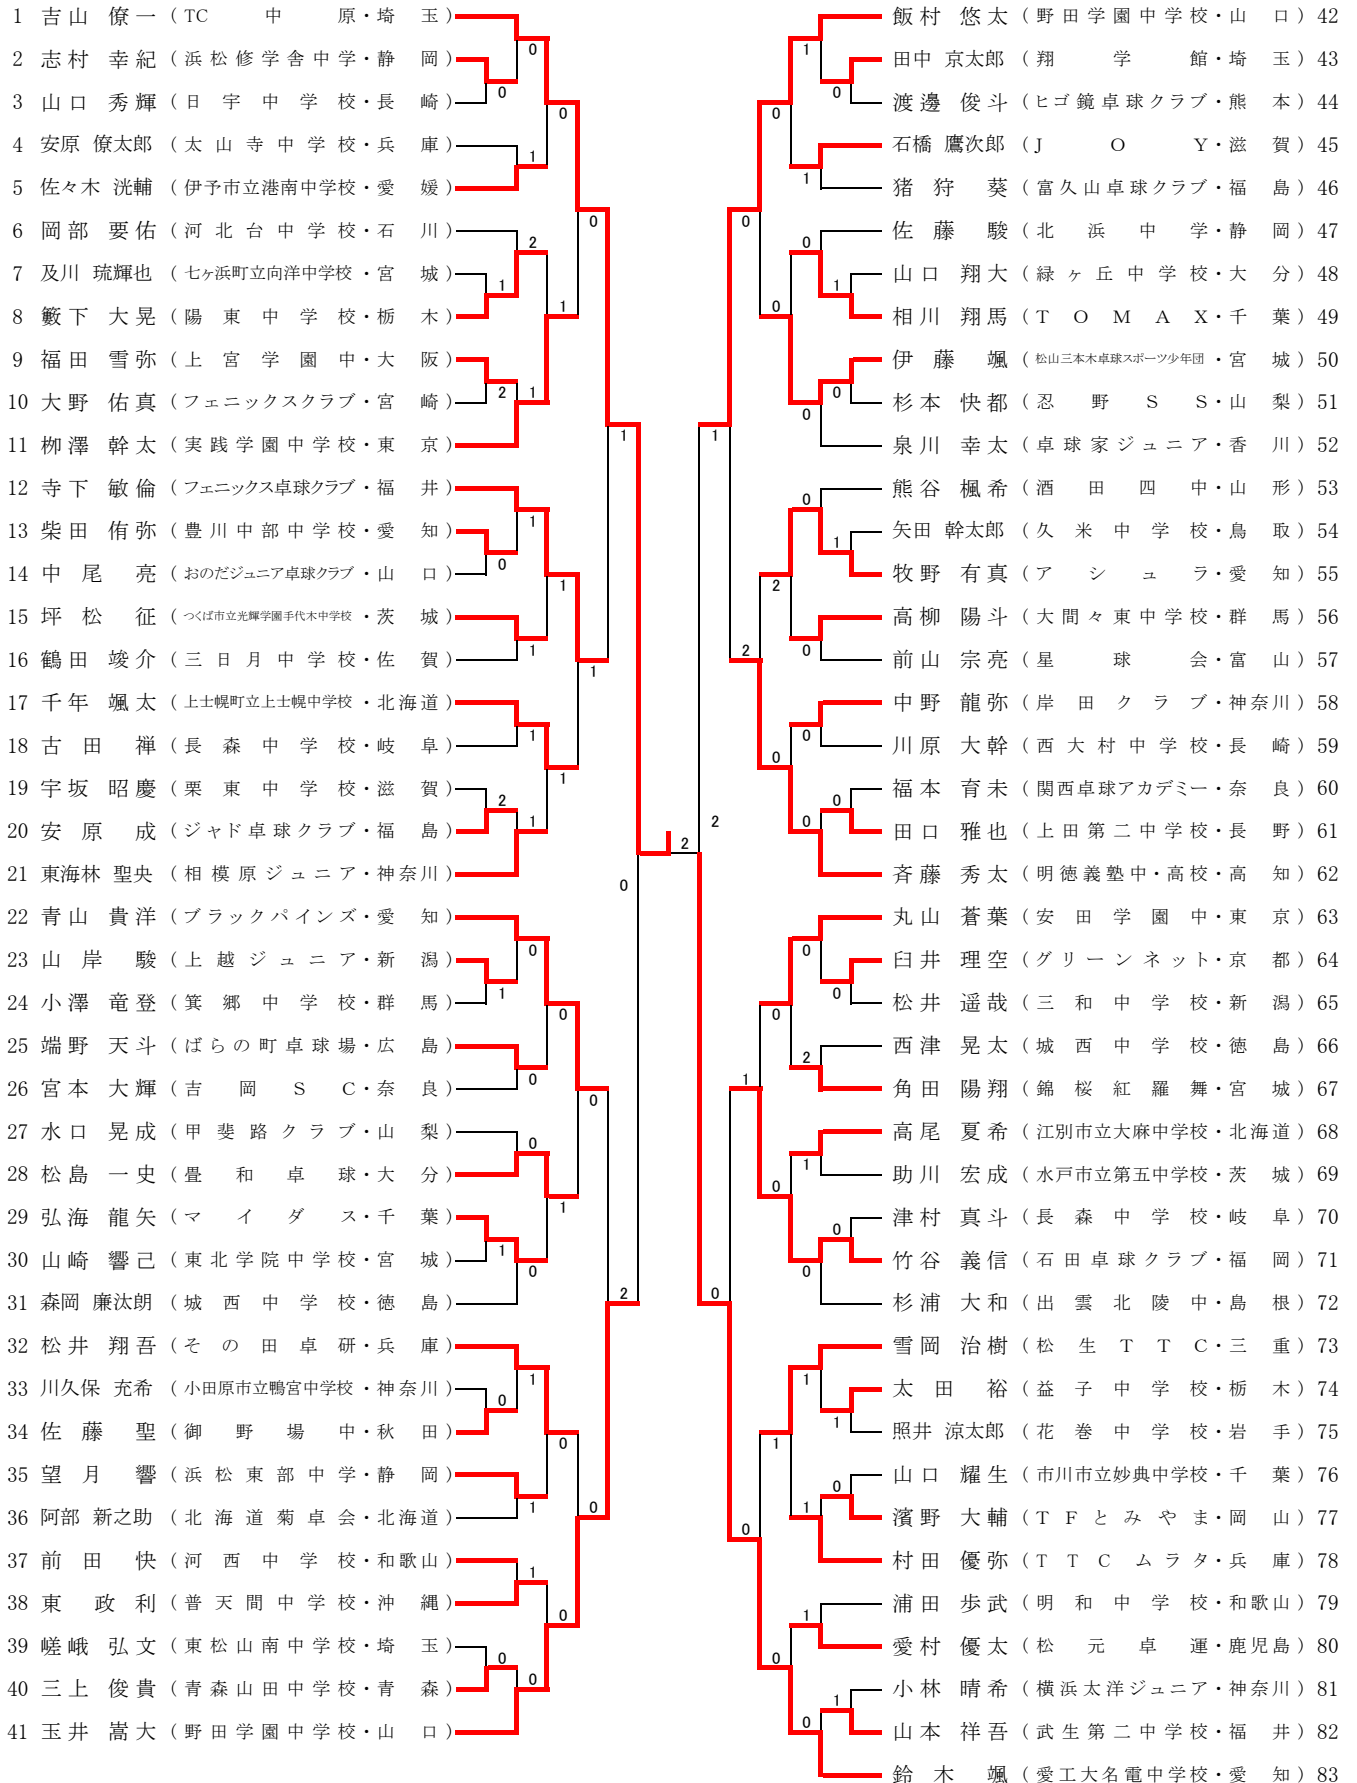 1 吉山 僚一 (TC 中 原・埼 玉)
2 志村 幸紀 (浜松修学舎中学・静 岡)
3 山口 秀輝 (日宇中学校・長 崎)
4 安原 僚太郎 (太山寺中学校・兵 庫)
5 佐々木 洸輔 (伊予市立港南中学校・愛 媛)
6 岡部 要佑 (河北台中学校・石 川)
7 及川 琉輝也 (七ヶ浜町立向洋中学校・宮 城)
8 籔下 大晃 (陽東中学校・栃 木)
9 福田 雪弥 (上宮学園中・大 阪)
10 大野 佑真 (フェニックスクラブ・宮 崎)
11 栁澤 幹太 (実践学園中学校・東 京)
12 寺下 敏倫 (フェニックス卓球クラブ・福 井)
13 柴田 侑弥 (豊川中部中学校・愛 知)
14 中尾 亮 (おのだジュニア卓球クラブ・山 口)
15 坪松 征 (つくば市立光輝学園手代木中学校・茨 城)
16 鶴田 竣介 (三日月中学校・佐 賀)
17 千年 颯太 (上士幌町立上士幌中学校・北海道)
18 古田 禅 (長森中学校・岐 阜)
19 宇坂 昭慶 (栗東中学校・滋 賀)
20 安原 成 (ジャド卓球クラブ・福 島)
21 東海林 聖央 (相模原ジュニア・神奈川)
22 青山 貴洋 (ブラックパインズ・愛 知)
23 山岸 駿 (上越ジュニア・新 潟)
24 小澤 竜登 (箕郷中学校・群 馬)
25 端野 天斗 (ばらの町卓球場・広 島)
26 宮本 大輝 (吉岡SC・奈 良)
27 水口 晃成 (甲斐路クラブ・山 梨)
28 松島 一史 (畳和卓球・大 分)
29 弘海 龍矢 (マイダス・千 葉)
30 山崎 響己 (東北学院中学校・宮 城)
31 森岡 廉汰朗 (城西中学校・徳 島)
32 松井 翔吾 (その田卓研・兵 庫)
33 川久保 充希 (小田原市立鴨宮中学校・神奈川)
34 佐藤 聖 (御野場中・秋 田)
35 望月 響 (浜松東部中学・静 岡)
36 阿部 新之助 (北海道菊卓会・北海道)
37 前田 快 (河西中学校・和歌山)
38 東 政利 (普天間中学校・沖 縄)
39 嵯峨 弘文 (東松山南中学校・埼 玉)
40 三上 俊貴 (青森山田中学校・青 森)
41 玉井 嵩大 (野田学園中学校・山 口)
飯村 悠太 (野田学園中学校・山 口) 42
田中 京太郎 (翔学館・埼 玉) 43
渡邊 俊斗 (ヒゴ鏡卓球クラブ・熊 本) 44
石橋 鷹次郎 (JOY・滋 賀) 45
猪狩 葵 (富久山卓球クラブ・福 島) 46
佐藤 駿 (北浜中学・静 岡) 47
山口 翔大 (緑ヶ丘中学校・大 分) 48
相川 翔馬 (TOMAX・千 葉) 49
伊藤 颯 (松山三本木卓球スポーツ少年団・宮 城) 50
杉本 快都 (忍野SS・山 梨) 51
泉川 幸太 (卓球家ジュニア・香 川) 52
熊谷 楓希 (酒田四中・山 形) 53
矢田 幹太郎 (久米中学校・鳥 取) 54
牧野 有真 (アシュラ・愛 知) 55
高柳 陽斗 (大間々東中学校・群 馬) 56
前山 宗亮 (星球会・富 山) 57
中野 龍弥 (岸田クラブ・神奈川) 58
川原 大幹 (西大村中学校・長 崎) 59
福本 育未 (関西卓球アカデミー・奈 良) 60
田口 雅也 (上田第二中学校・長 野) 61
斉藤 秀太 (明徳義塾中・高校・高 知) 62
丸山 蒼葉 (安田学園中・東 京) 63
臼井 理空 (グリーンネット・京 都) 64
松井 遥哉 (三和中学校・新 潟) 65
西津 晃太 (城西中学校・徳 島) 66
角田 陽翔 (錦桜紅羅舞・宮 城) 67
高尾 夏希 (江別市立大麻中学校・北海道) 68
助川 宏成 (水戸市立第五中学校・茨 城) 69
津村 真斗 (長森中学校・岐 阜) 70
竹谷 義信 (石田卓球クラブ・福 岡) 71
杉浦 大和 (出雲北陵中・島 根) 72
雪岡 治樹 (松生TTC・三 重) 73
太田 裕 (益子中学校・栃 木) 74
照井 涼太郎 (花巻中学校・岩 手) 75
山口 耀生 (市川市立妙典中学校・千 葉) 76
濱野 大輔 (TFとみやま・岡 山) 77
村田 優弥 (TTCムラタ・兵 庫) 78
浦田 歩武 (明和中学校・和歌山) 79
愛村 優太 (松元卓運・鹿児島) 80
小林 晴希 (横浜太洋ジュニア・神奈川) 81
山本 祥吾 (武生第二中学校・福 井) 82
鈴木 颯 (愛工大名電中学校・愛 知) 83